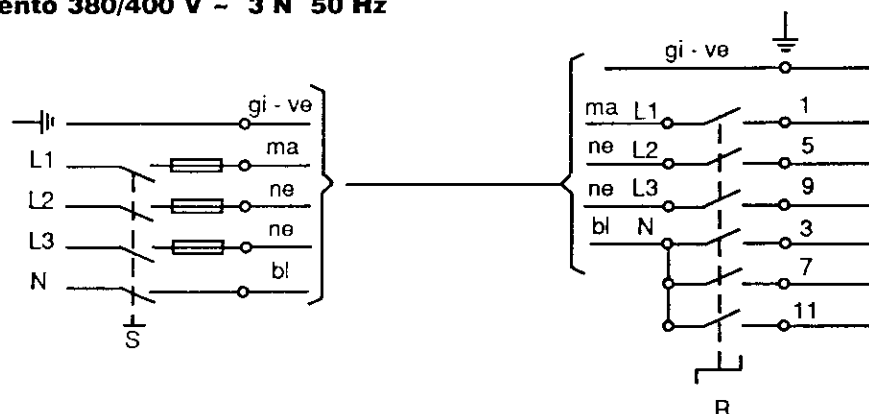 ento 380/400 V ~ 3 N 50 Hz
gi - ve
gi - ve
L1 ma
L2 ne
L3 ne
N bl
S
ma L1 1
ne L2 5
ne L3 9
bl N 3
7
11
R